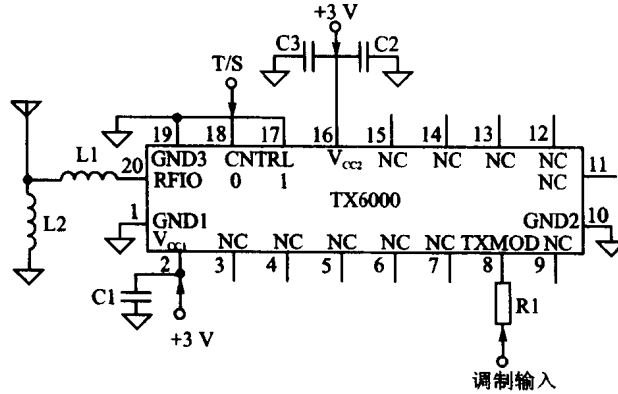 +3 V
C3
C2
T/S
19
18
17
16
15
14
13
12
GND3
CNTRL
VCC2
NC
NC
NC
NC
L1
20
RFIO
0
1
NC
11
TX6000
1
GND1
GND2
10
L2
VCC1
NC
NC
NC
NC
NC
TXMOD
NC
2
3
4
5
6
7
8
9
C1
R1
+3 V
调制输入